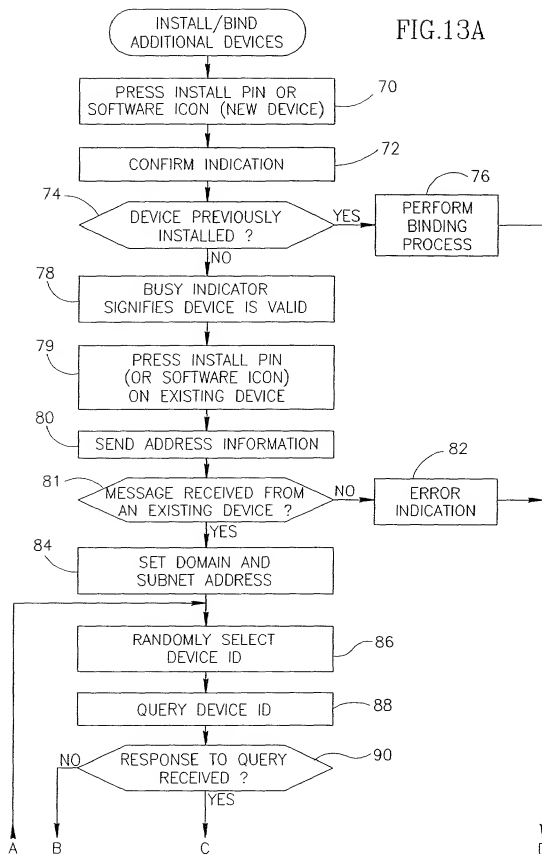 INSTALL/BIND
ADDITIONAL DEVICES
FIG.13A
PRESS INSTALL PIN OR
SOFTWARE ICON (NEW DEVICE)
70
CONFIRM INDICATION
72
74
DEVICE PREVIOUSLY
INSTALLED ?
YES
76
PERFORM
BINDING
PROCESS
NO
78
BUSY INDICATOR
SIGNIFIES DEVICE IS VALID
79
PRESS INSTALL PIN
(OR SOFTWARE ICON)
ON EXISTING DEVICE
80
SEND ADDRESS INFORMATION
81
MESSAGE RECEIVED FROM
AN EXISTING DEVICE ?
NO
82
ERROR
INDICATION
YES
84
SET DOMAIN AND
SUBNET ADDRESS
RANDOMLY SELECT
DEVICE ID
86
QUERY DEVICE ID
88
NO
RESPONSE TO QUERY
RECEIVED ?
90
YES
A
B
C